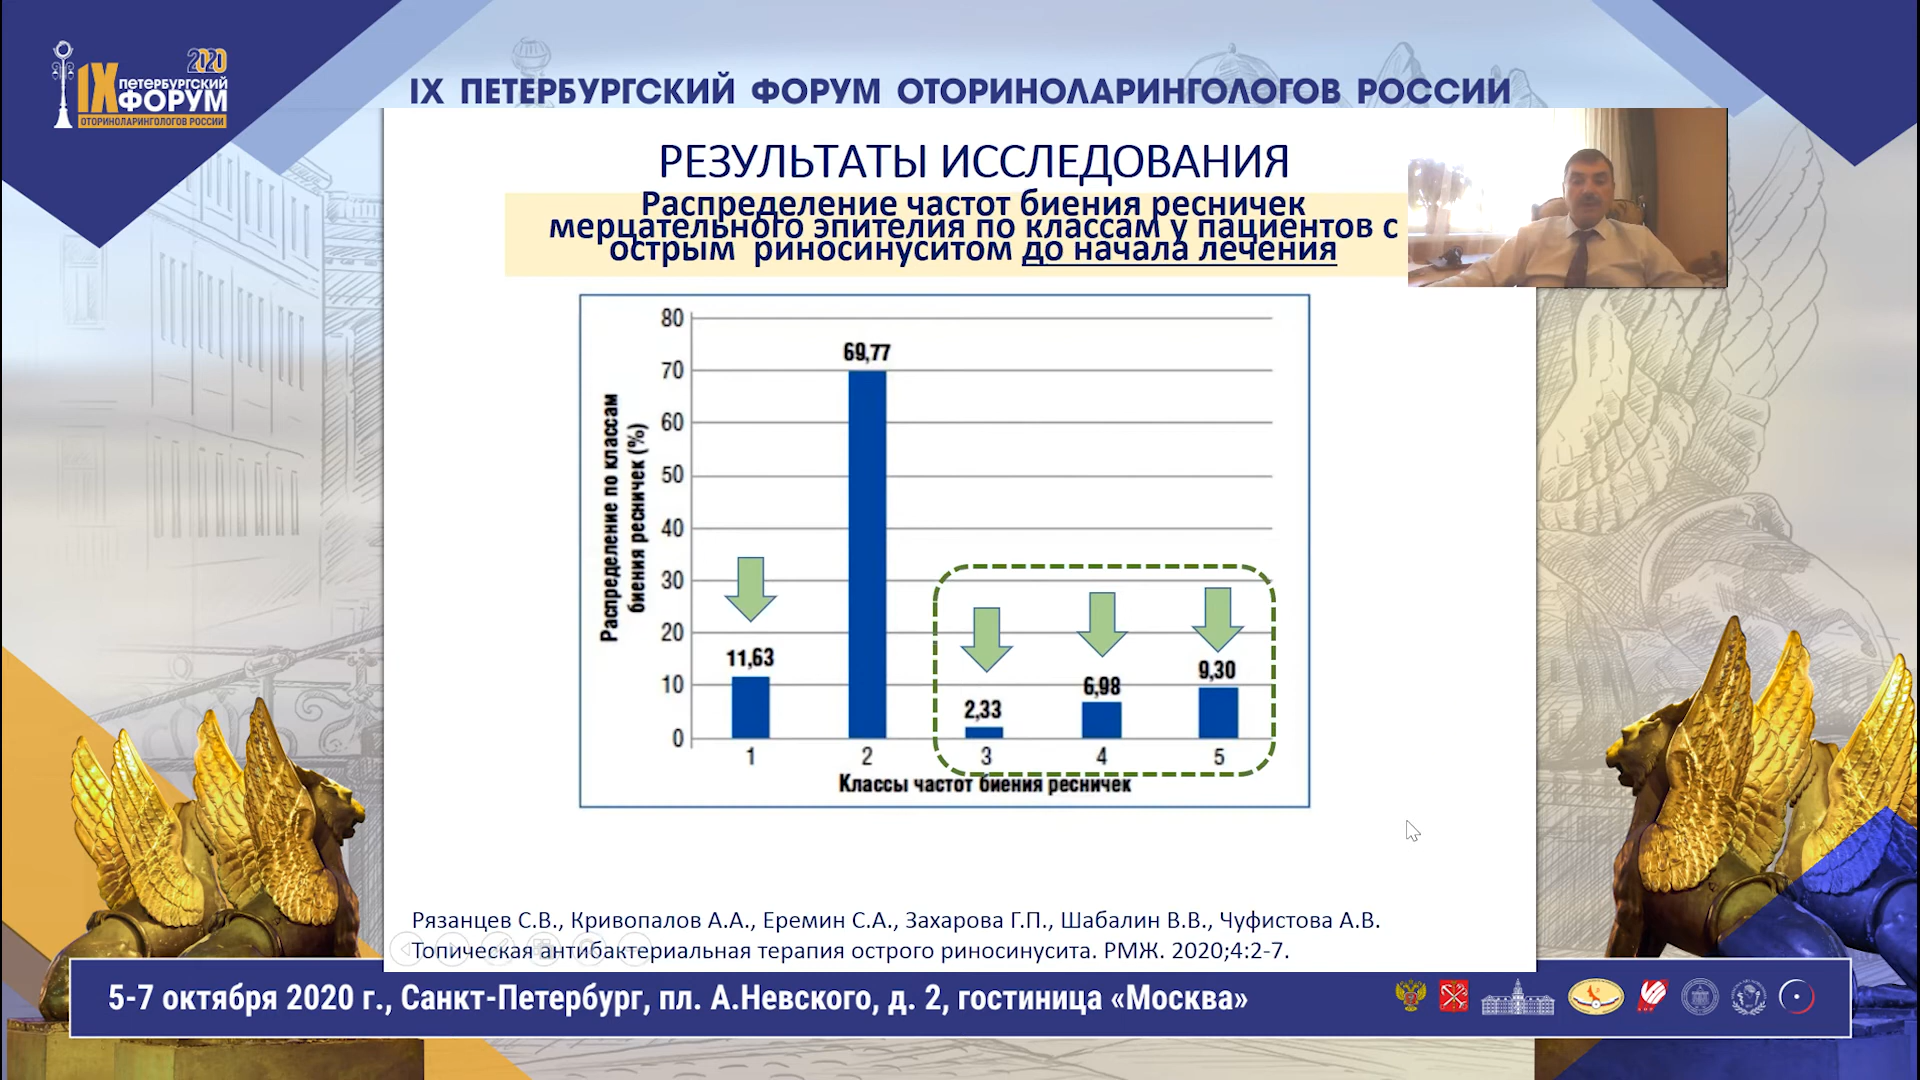 IX
2020
ПЕТЕРБУРГСКИЙ
ФОРУМ
ОТОРИНОЛАРИНГОЛОГОВ РОССИИ
IX ПЕТЕРБУРГСКИЙ ФОРУМ ОТОРИНОЛАРИНГОЛОГОВ РОССИИ
РЕЗУЛЬТАТЫ ИССЛЕДОВАНИЯ
Распределение частот биения ресничек
мерцательного эпителия по классам у пациентов с
острым риносинуситом до начала лечения
Распределение по классам
биения ресничек (%)
80
70
60
50
40
30
20
10
0
11,63
69,77
2,33
6,98
9,30
1 2 3 4 5
Классы частот биения ресничек
Рязанцев С.В., Кривопалов А.А., Еремин С.А., Захарова Г.П., Шабалин В.В., Чуфистова А.В.
Топическая антибактериальная терапия острого риносинусита. РМЖ. 2020;4:2-7.
5-7 октября 2020 г., Санкт-Петербург, пл. А.Невского, д. 2, гостиница «Москва»